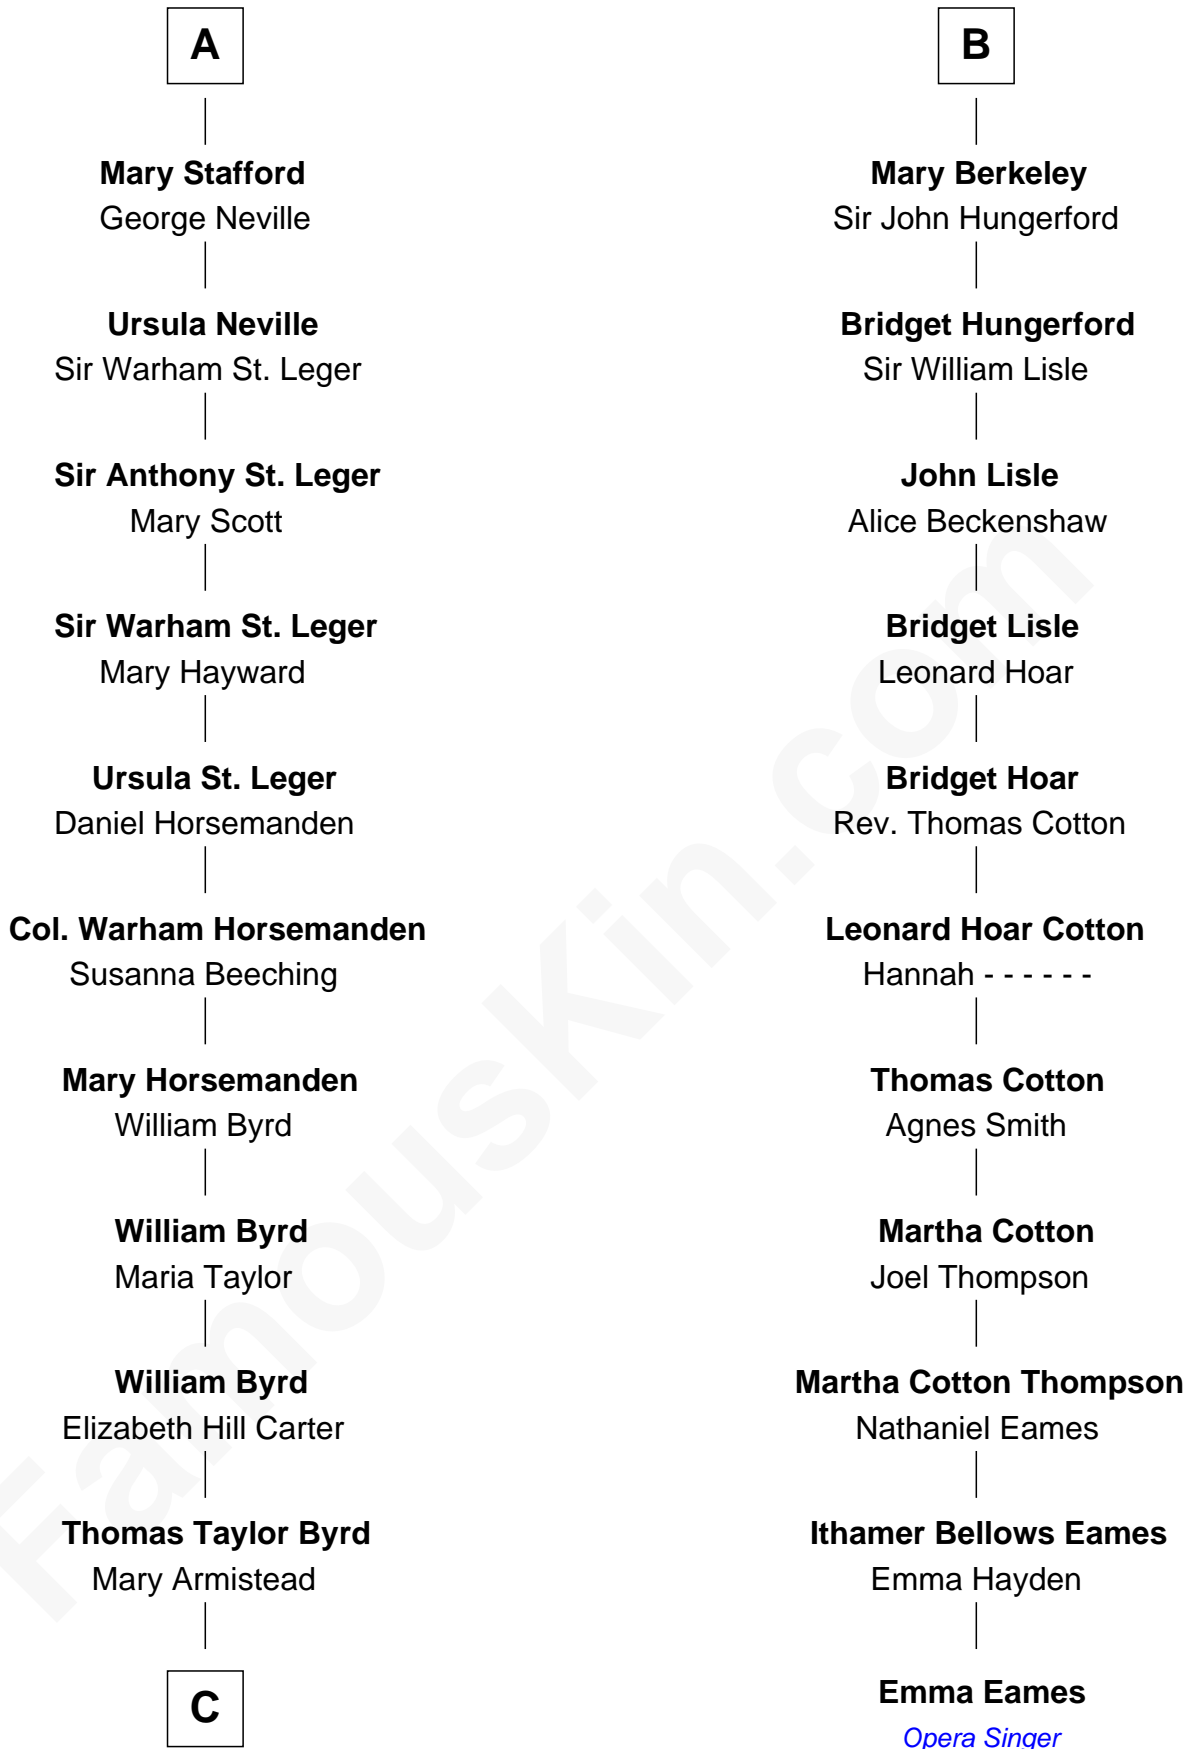 A
Mary Stafford
George Neville
Ursula Neville
Sir Warham St. Leger
Sir Anthony St. Leger
Mary Scott
Sir Warham St. Leger
Mary Hayward
Ursula St. Leger
Daniel Horsemanden
Col. Warham Horsemanden
Susanna Beeching
Mary Horsemanden
William Byrd
William Byrd
Maria Taylor
William Byrd
Elizabeth Hill Carter
Thomas Taylor Byrd
Mary Armistead
C
B
Mary Berkeley
Sir John Hungerford
Bridget Hungerford
Sir William Lisle
John Lisle
Alice Beckenshaw
Bridget Lisle
Leonard Hoar
Bridget Hoar
Rev. Thomas Cotton
Leonard Hoar Cotton
Hannah - - - - - -
Thomas Cotton
Agnes Smith
Martha Cotton
Joel Thompson
Martha Cotton Thompson
Nathaniel Eames
Ithamer Bellows Eames
Emma Hayden
Emma Eames
Opera Singer
FamousKin.com